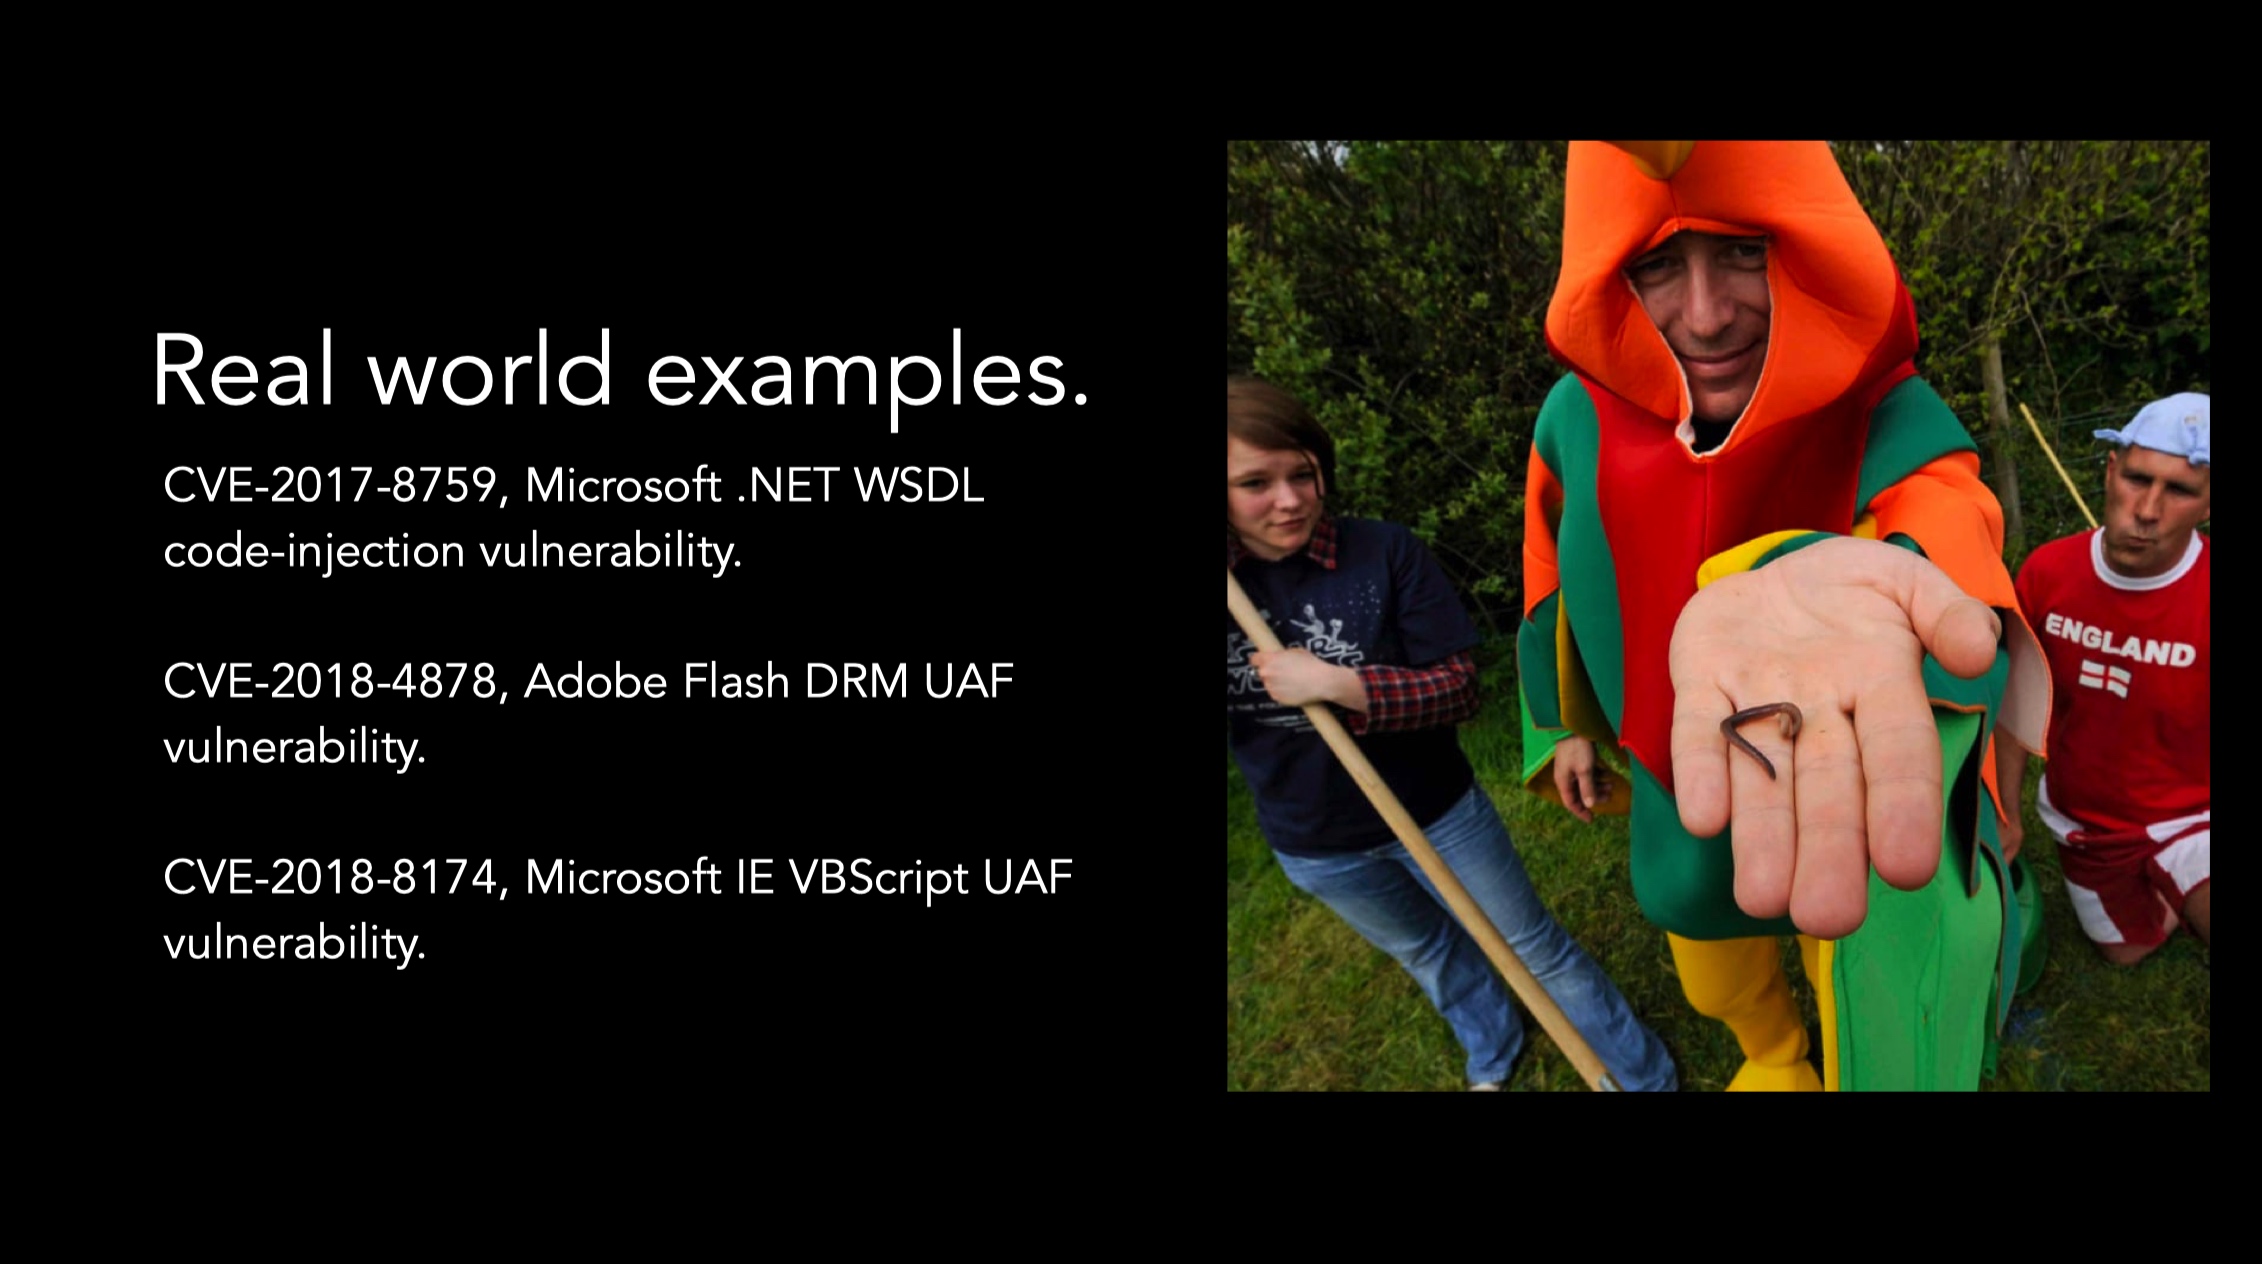 Real world examples.
CVE-2017-8759, Microsoft .NET WSDL
code-injection vulnerability.
CVE-2018-4878, Adobe Flash DRM UAF
vulnerability.
CVE-2018-8174, Microsoft IE VBScript UAF
vulnerability.
ENGLAND